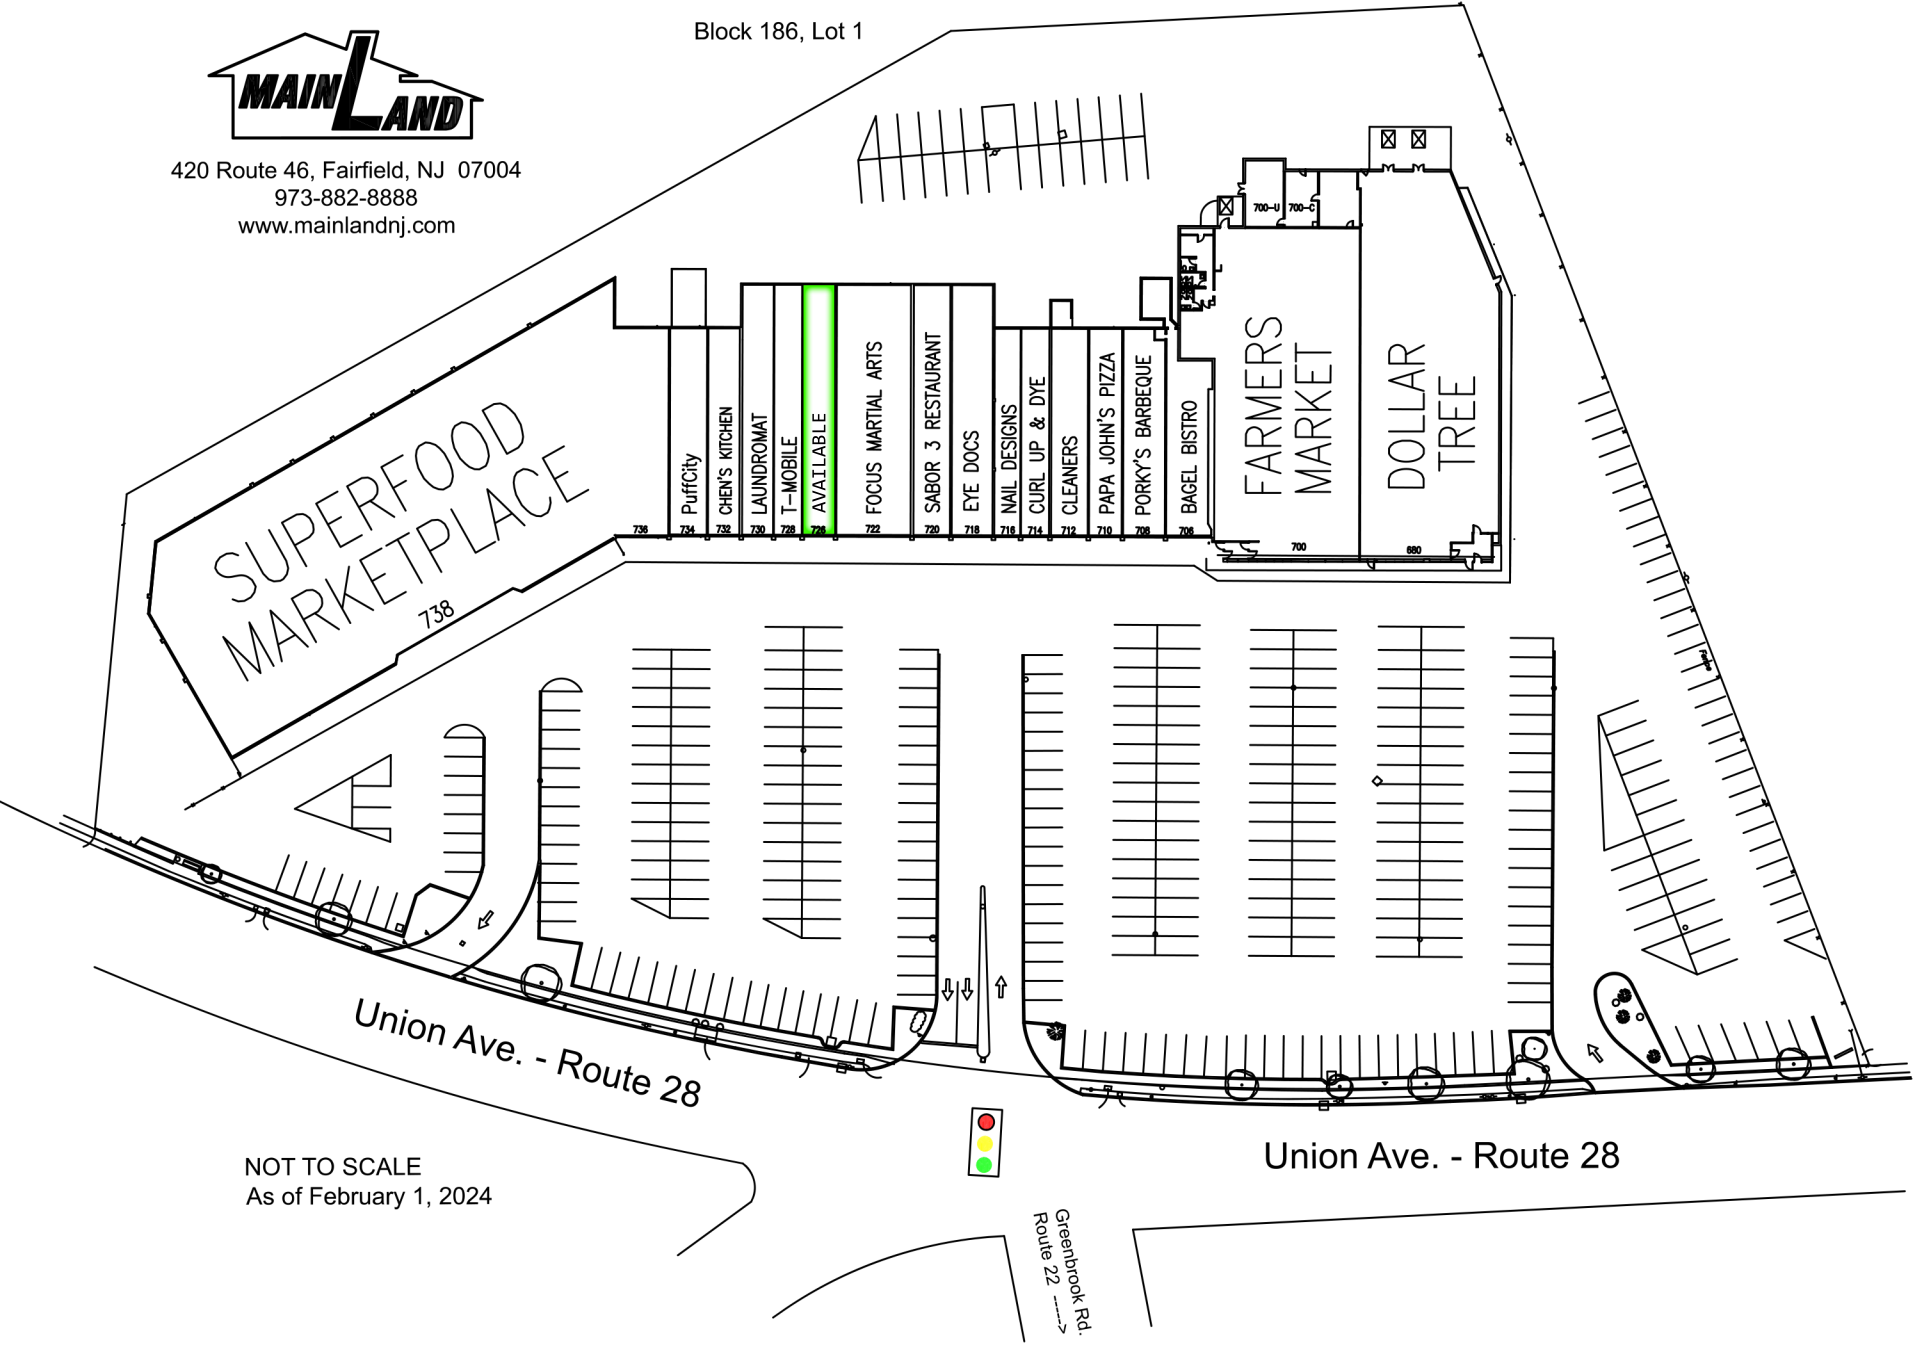 Block 186, Lot 1
MAINLAND
420 Route 46, Fairfield, NJ 07004
973-882-8888
www.mainlandnj.com
SUPERFOOD
MARKETPLACE
738
736
PuffCity
734
CHEN'S KITCHEN
732
LAUNDROMAT
730
T-MOBILE
728
AVAILABLE
726
FOCUS MARTIAL ARTS
722
SABOR 3 RESTAURANT
720
EYE DOCS
718
NAIL DESIGNS
716
CURL UP & DYE
714
CLEANERS
712
PAPA JOHN'S PIZZA
710
PORKY'S BARBEQUE
708
BAGEL BISTRO
706
700-U
700-C
FARMERS
MARKET
700
DOLLAR
TREE
680
Union Ave. - Route 28
Union Ave. - Route 28
NOT TO SCALE
As of February 1, 2024
Greenbrook Rd.
Route 22 ----->